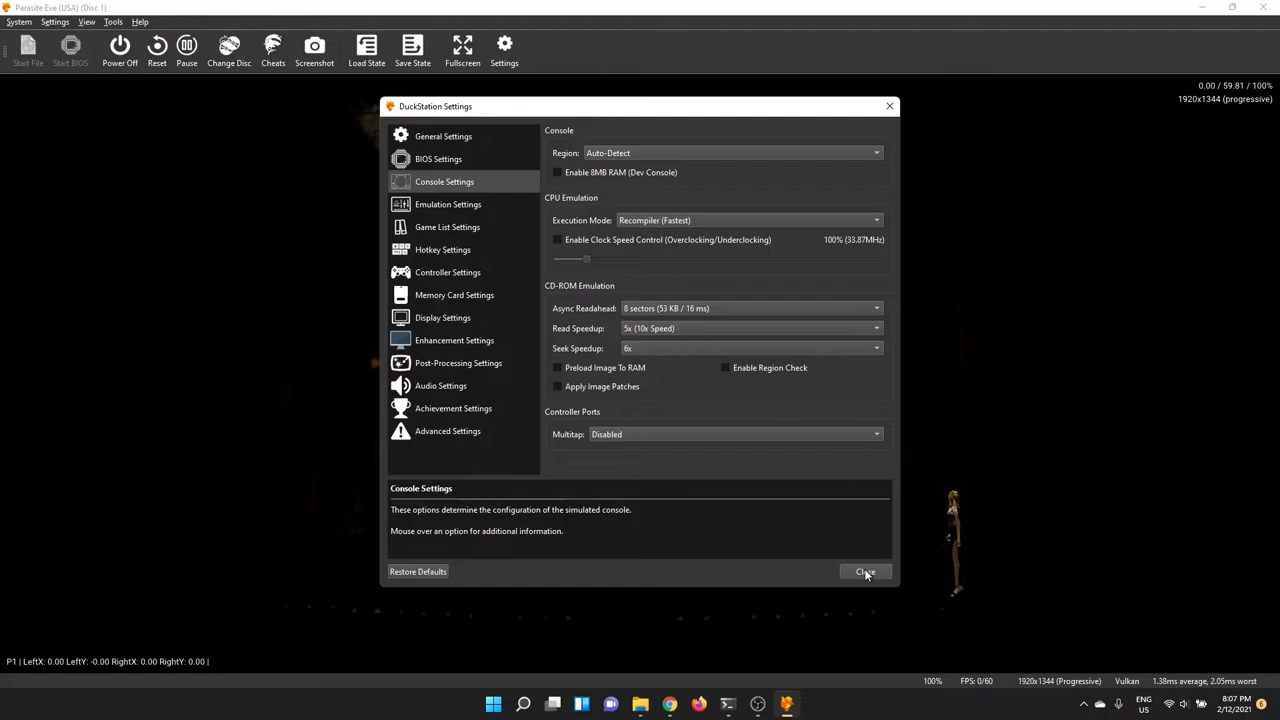 Parasite Eve (USA) (Disc 1)
System Settings View Tools Help
Start File Start BIOS Power Off Reset Pause Change Disc Cheats Screenshot Load State Save State Fullscreen Settings
0.00 / 59.81 / 100%
1920x1344 (progressive)
DuckStation Settings
General Settings
BIOS Settings
Console Settings
Emulation Settings
Game List Settings
Hotkey Settings
Controller Settings
Memory Card Settings
Display Settings
Enhancement Settings
Post-Processing Settings
Audio Settings
Achievement Settings
Advanced Settings
Console
Region: Auto-Detect
Enable 8MB RAM (Dev Console)
CPU Emulation
Execution Mode: Recompiler (Fastest)
Enable Clock Speed Control (Overclocking/Underclocking) 100% (33.87MHz)
CD-ROM Emulation
Async Readahead: 8 sectors (53 KB / 16 ms)
Read Speedup: 5x (10x Speed)
Seek Speedup: 6x
Preload Image To RAM Enable Region Check
Apply Image Patches
Controller Ports
Multitap: Disabled
Console Settings
These options determine the configuration of the simulated console.
Mouse over an option for additional information.
Restore Defaults Close
P1 | LeftX: 0.00 LeftY: -0.00 RightX: 0.00 RightY: 0.00 |
100% FPS: 0/60 1920x1344 (Progressive) Vulkan 1.38ms average, 2.05ms worst
ENG
US
8:07 PM
2/12/2021
6